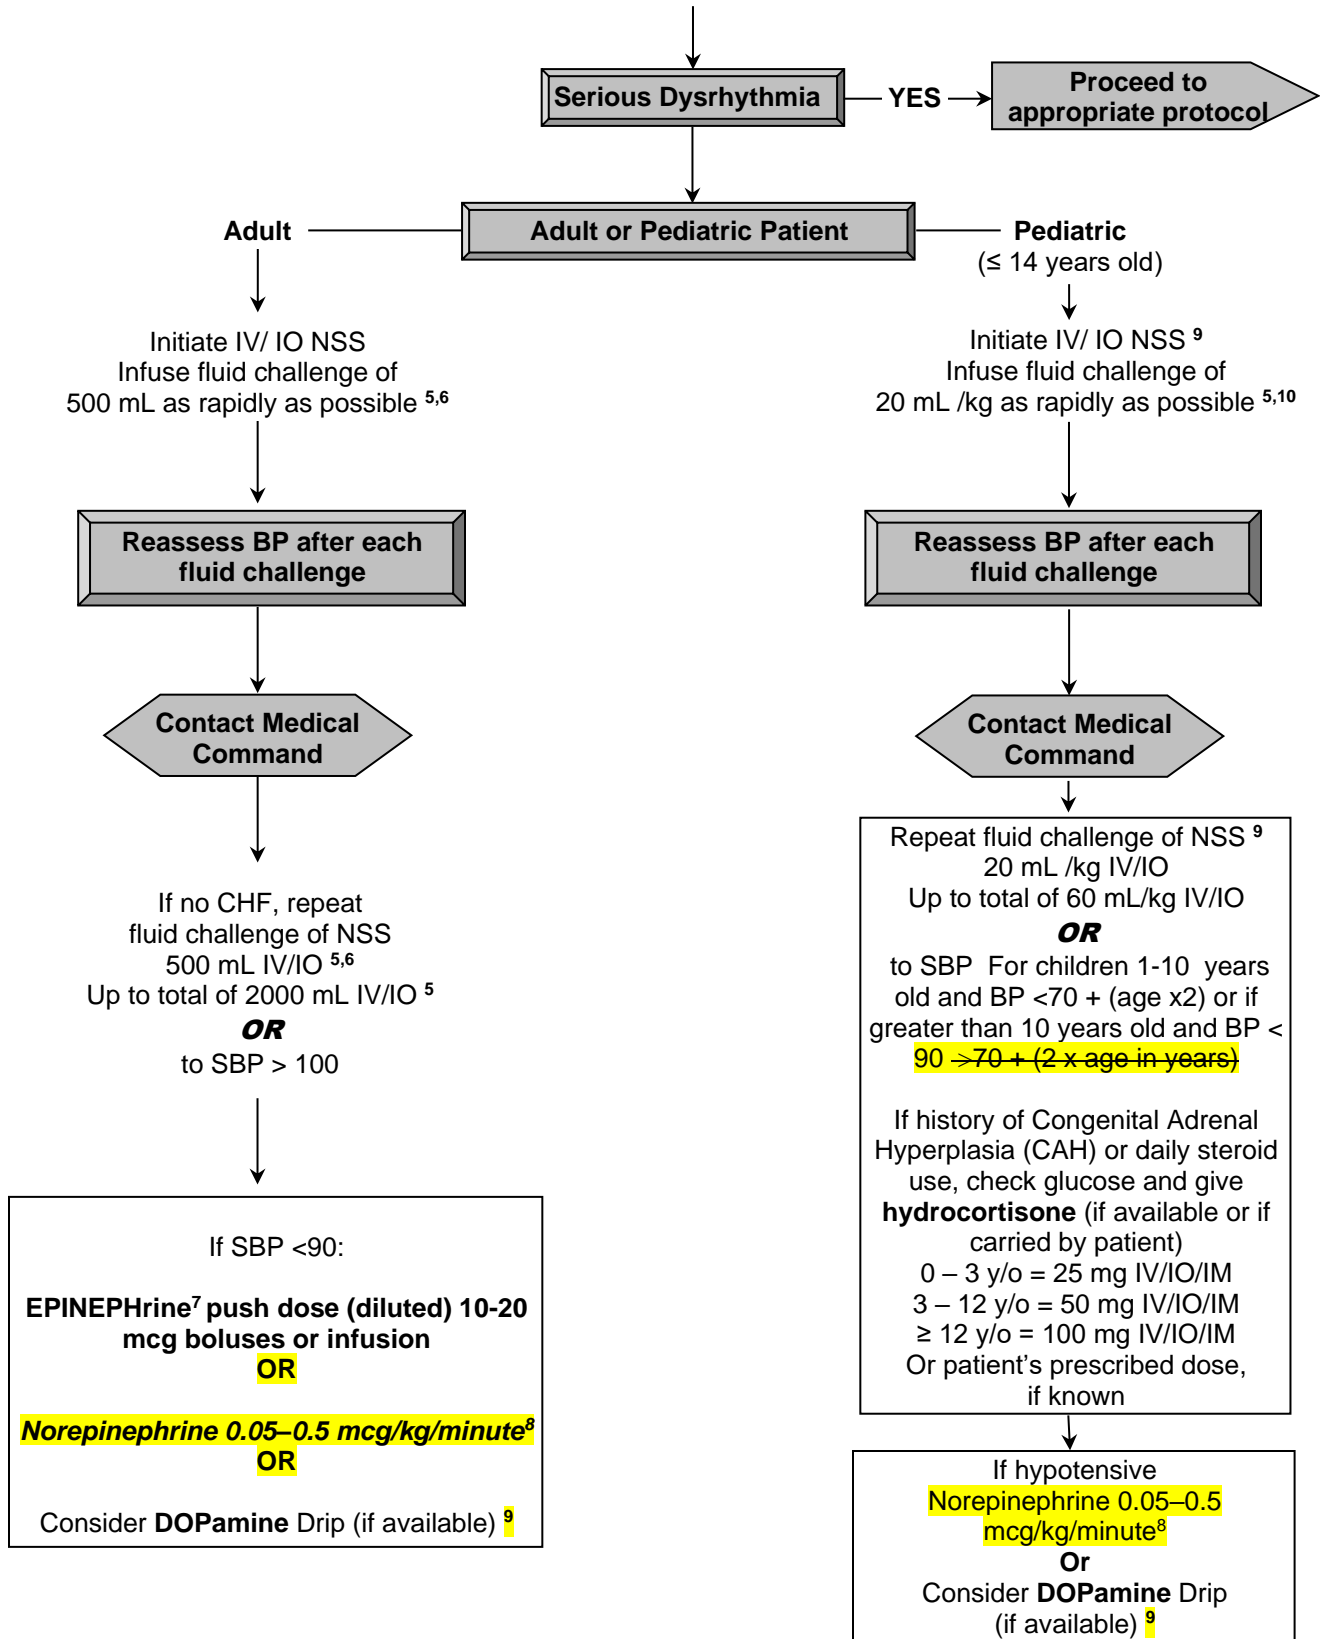 Serious Dysrhythmia
YES
Proceed to
appropriate protocol
Adult
Adult or Pediatric Patient
Pediatric
(≤ 14 years old)
Initiate IV/ IO NSS
Infuse fluid challenge of
500 mL as rapidly as possible 5,6
Initiate IV/ IO NSS 9
Infuse fluid challenge of
20 mL /kg as rapidly as possible 5,10
Reassess BP after each
fluid challenge
Reassess BP after each
fluid challenge
Contact Medical
Command
Contact Medical
Command
If no CHF, repeat
fluid challenge of NSS
500 mL IV/IO 5,6
Up to total of 2000 mL IV/IO 5
OR
to SBP > 100
If SBP <90:
EPINEPHrine7 push dose (diluted) 10-20
mcg boluses or infusion
OR
Norepinephrine 0.05–0.5 mcg/kg/minute8
OR
Consider DOPamine Drip (if available) 9
Repeat fluid challenge of NSS 9
20 mL /kg IV/IO
Up to total of 60 mL/kg IV/IO
OR
to SBP  For children 1-10  years
old and BP <70 + (age x2) or if
greater than 10 years old and BP <
90 >70 + (2 x age in years)
If history of Congenital Adrenal
Hyperplasia (CAH) or daily steroid
use, check glucose and give
hydrocortisone (if available or if
carried by patient)
0 – 3 y/o = 25 mg IV/IO/IM
3 – 12 y/o = 50 mg IV/IO/IM
≥ 12 y/o = 100 mg IV/IO/IM
Or patient's prescribed dose,
if known
If hypotensive
Norepinephrine 0.05–0.5
mcg/kg/minute8
Or
Consider DOPamine Drip
(if available) 9